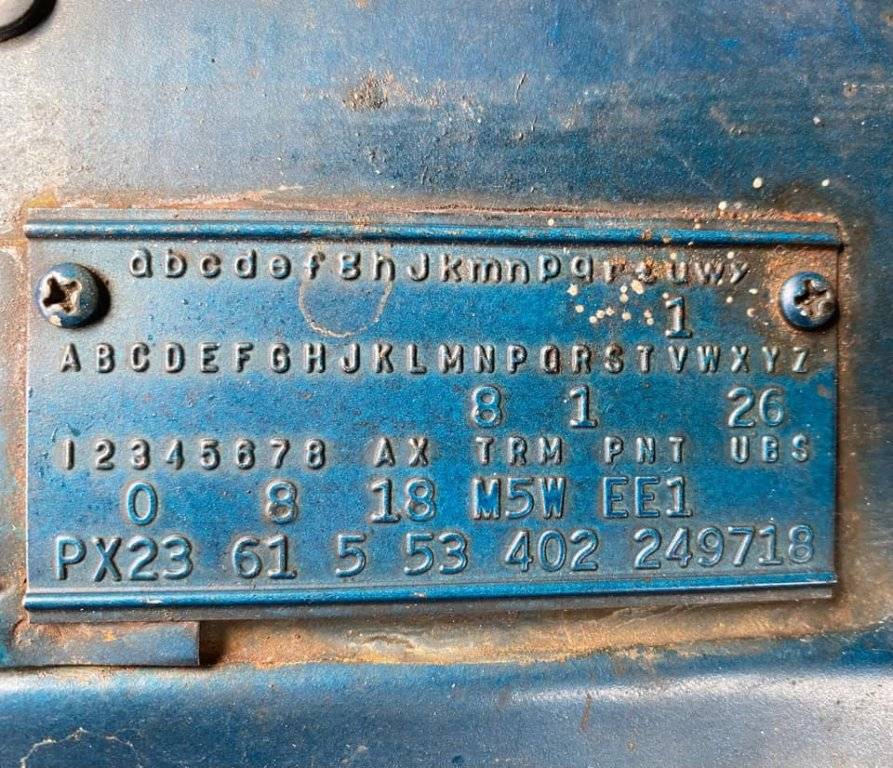 abcdefghJkmnpqrtuwy
1
ABCDEFGHJKLMNPQRSTVWXYZ
8 1 26
12345678 AX TRM PNT UBS
0 8 18 M5W EE1
PX23 61 5 53 402 249718